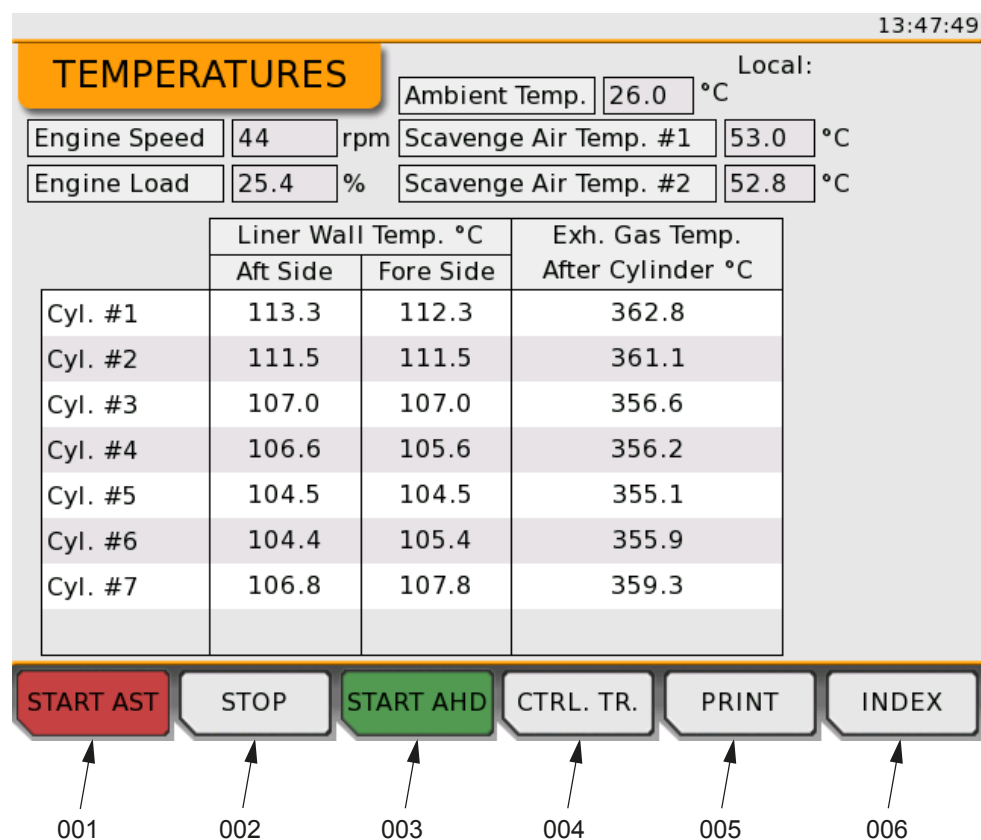 13:47:49
TEMPERATURES
Local:
Ambient Temp. 26.0 °C
Engine Speed 44 rpm Scavenge Air Temp. #1 53.0 °C
Engine Load 25.4 % Scavenge Air Temp. #2 52.8 °C
Liner Wall Temp. °C Exh. Gas Temp.
Aft Side Fore Side After Cylinder °C
Cyl. #1 113.3 112.3 362.8
Cyl. #2 111.5 111.5 361.1
Cyl. #3 107.0 107.0 356.6
Cyl. #4 106.6 105.6 356.2
Cyl. #5 104.5 104.5 355.1
Cyl. #6 104.4 105.4 355.9
Cyl. #7 106.8 107.8 359.3
START AST STOP START AHD CTRL. TR. PRINT INDEX
001 002 003 004 005 006